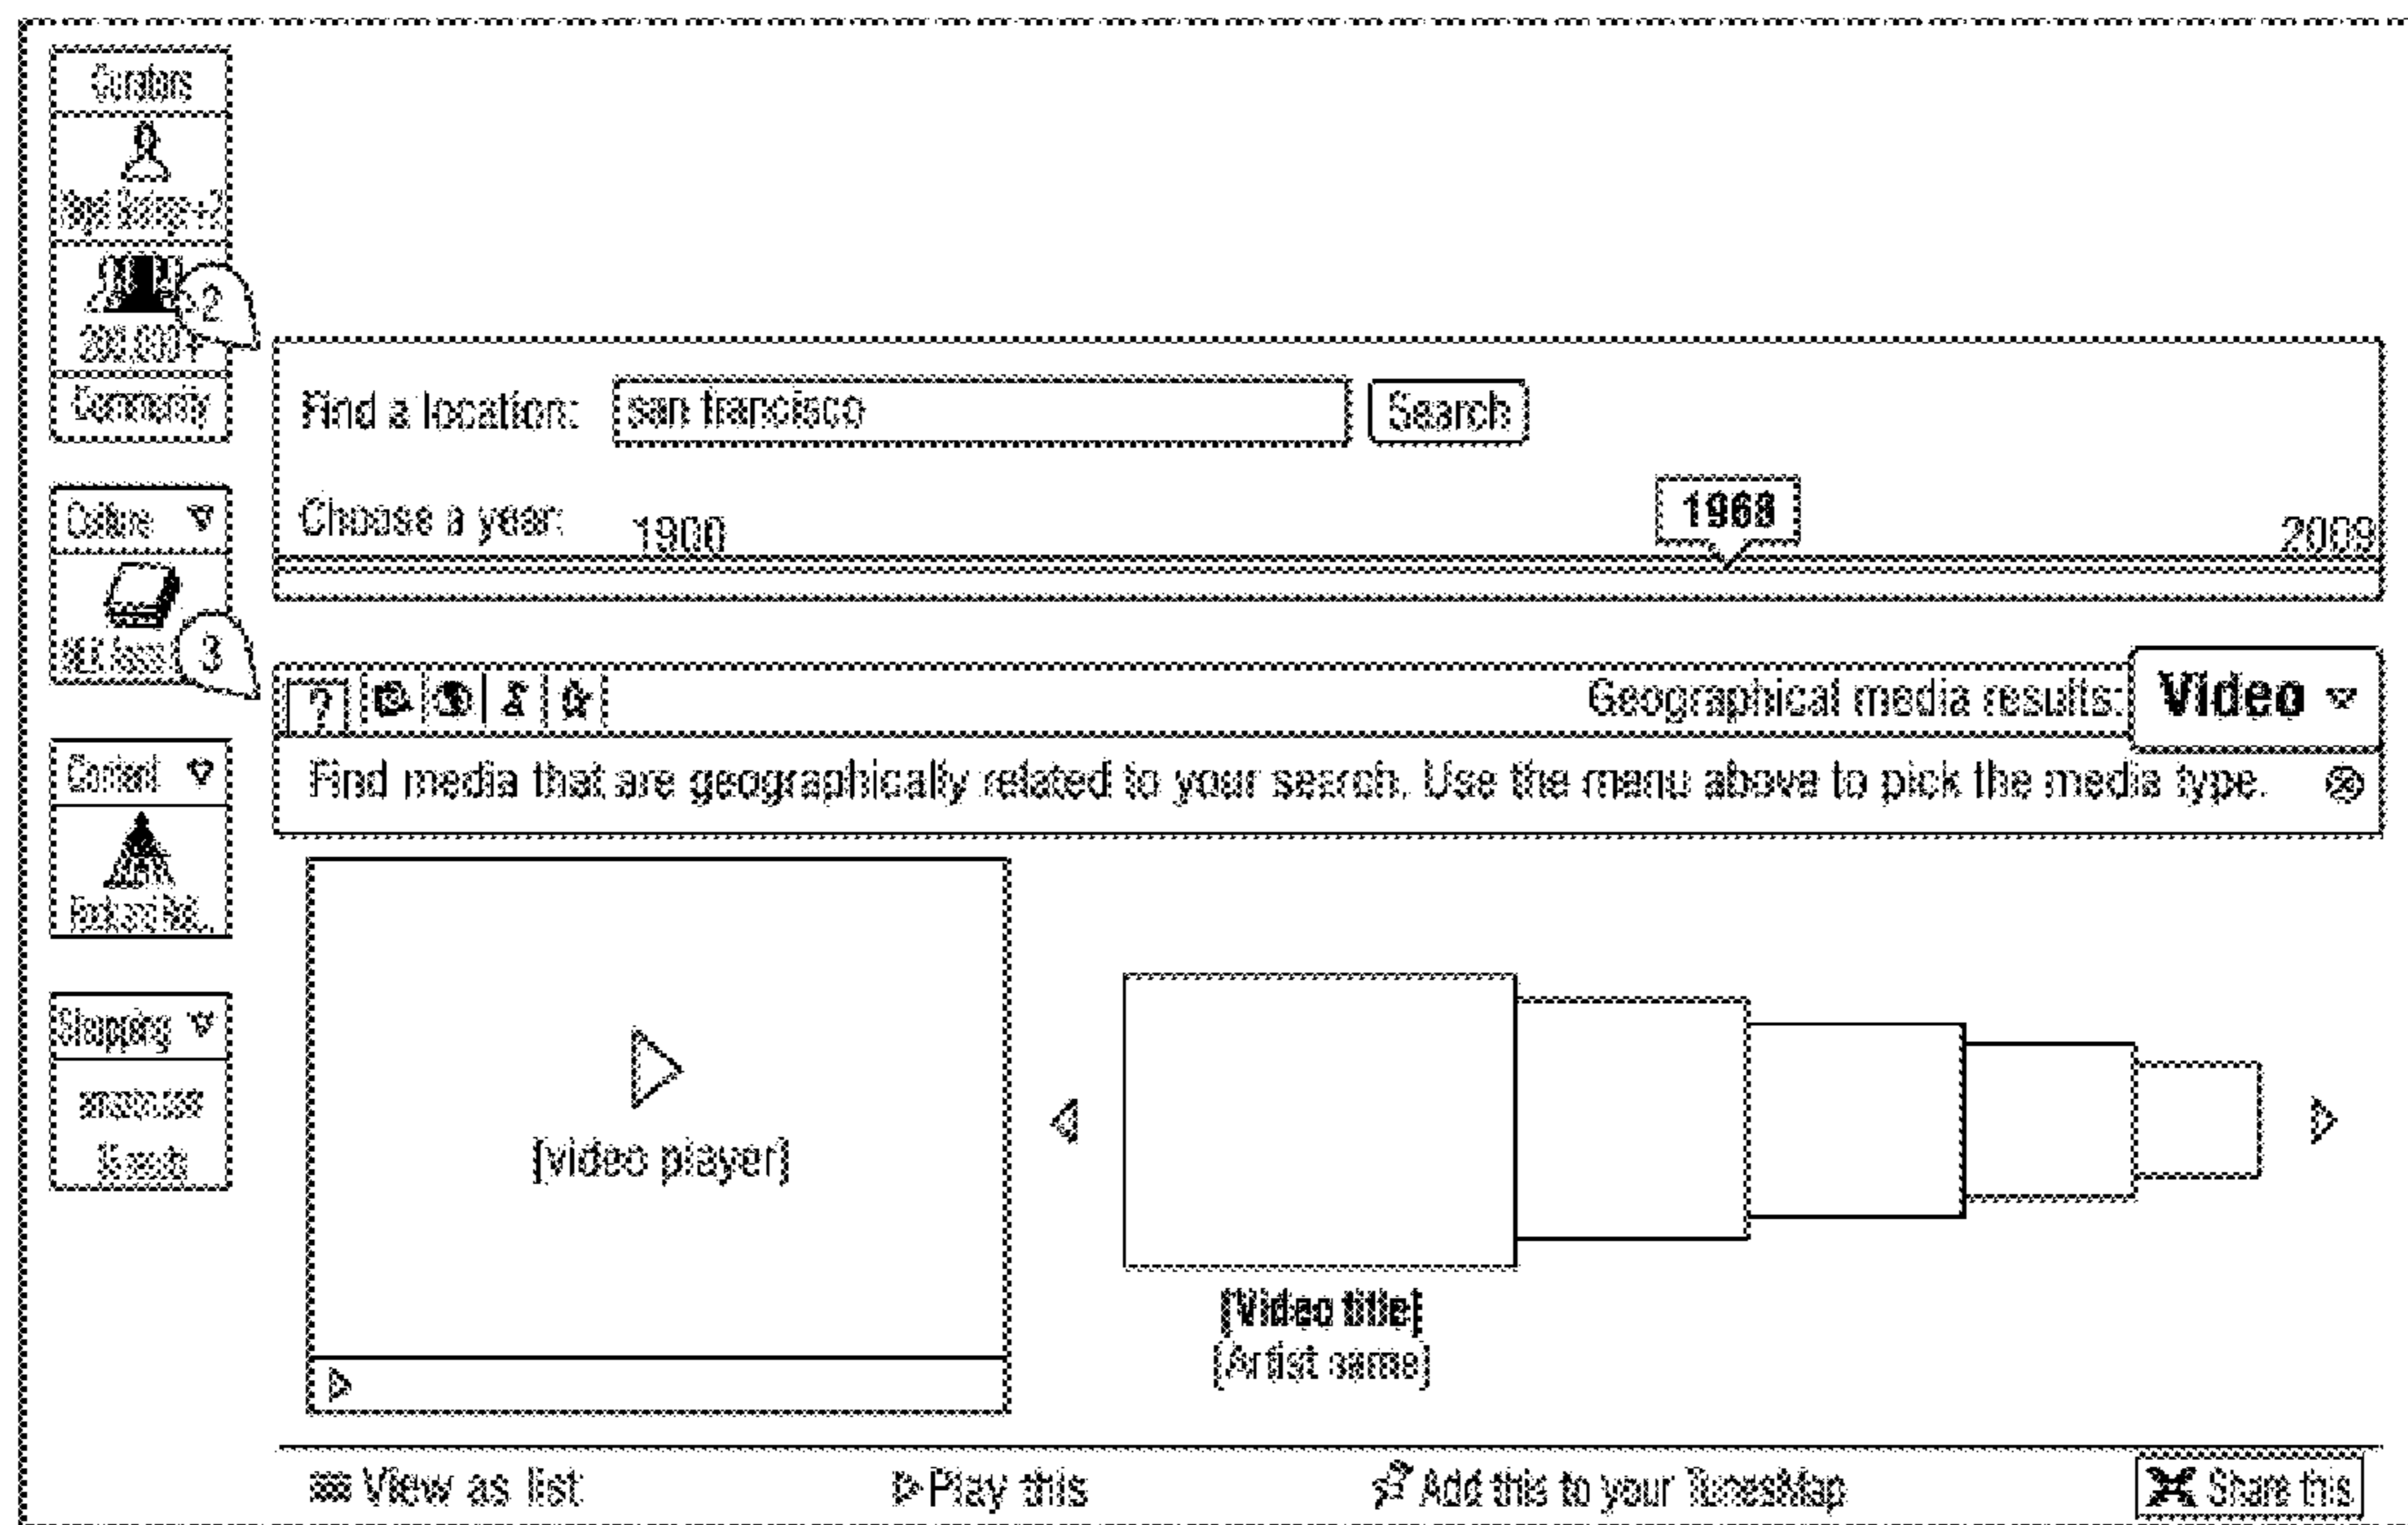 Curators
2
Community
Find a location: san francisco Search
Culture
Choose a year: 1900 1968 2009
3
? Geographical media results: Video
Content
Find media that are geographically related to your search. Use the menu above to pick the media type.
Shopping
[video player]
[Video title]
[Artist name]
View as list Play this Add this to your TunesMap Share this